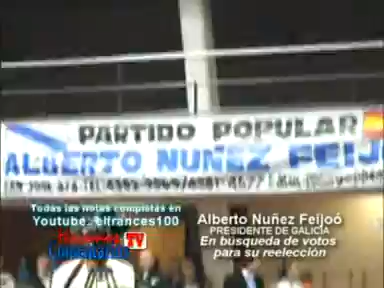 PARTIDO POPULAR
ALBERTO NUÑEZ FEIJ
Todas las notas completas en
Youtube: elfrances100
TV
Alberto Nuñez Feijoó
PRESIDENTE DE GALICIA
En búsqueda de votos
para su reelección